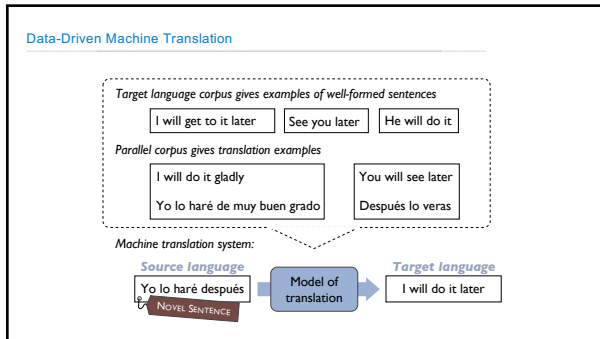 Data-Driven Machine Translation
Target language corpus gives examples of well-formed sentences
I will get to it later
See you later
He will do it
Parallel corpus gives translation examples
I will do it gladly
Yo lo haré de muy buen grado
You will see later
Después lo veras
Machine translation system:
Source language
Yo lo haré después
NOVEL SENTENCE
Model of
translation
Target language
I will do it later